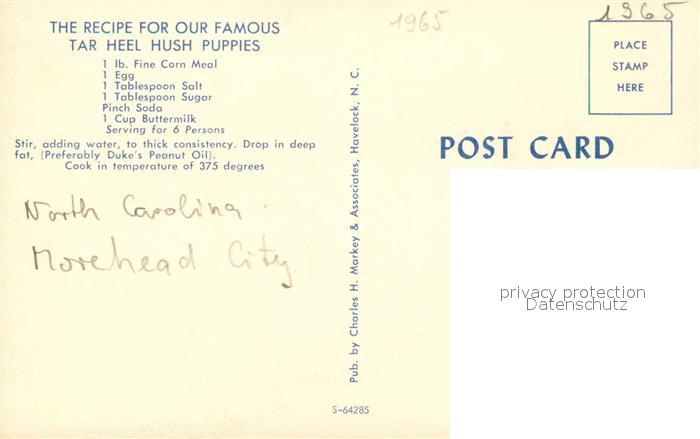 THE RECIPE FOR OUR FAMOUS
TAR HEEL HUSH PUPPIES
1 lb. Fine Corn Meal
1 Egg
1 Tablespoon Salt
1 Tablespoon Sugar
Pinch Soda
1 Cup Buttermilk
Serving for 6 Persons
Stir, adding water, to thick consistency. Drop in deep
fat, (Preferably Duke's Peanut Oil).
Cook in temperature of 375 degrees
North Carolina.
Morehead City
Pub. by Charles H. Markey & Associates, Havelock, N. C.
S-64285
1965
1965
PLACE
STAMP
HERE
POST CARD
privacy protection
Datenschutz